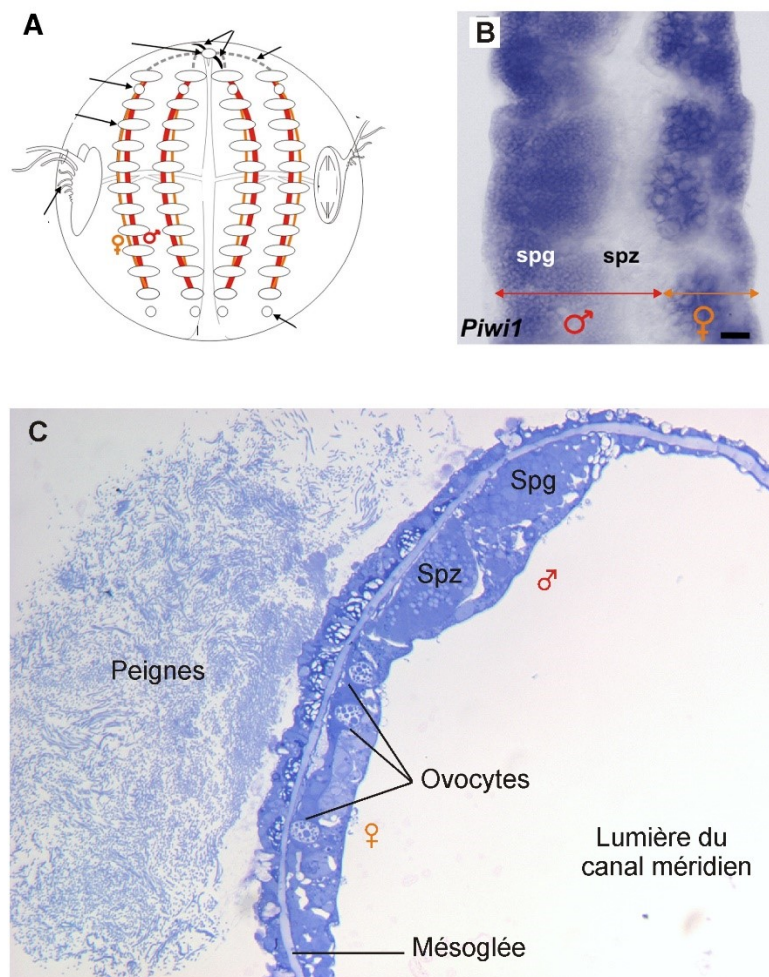 A
♀ ♂
B
spg spz
Piwi1 ♂ ♀
C
Spg
Spz
♂
Peignes
Ovocytes
♀
Lumière du
canal méridien
Mésoglée